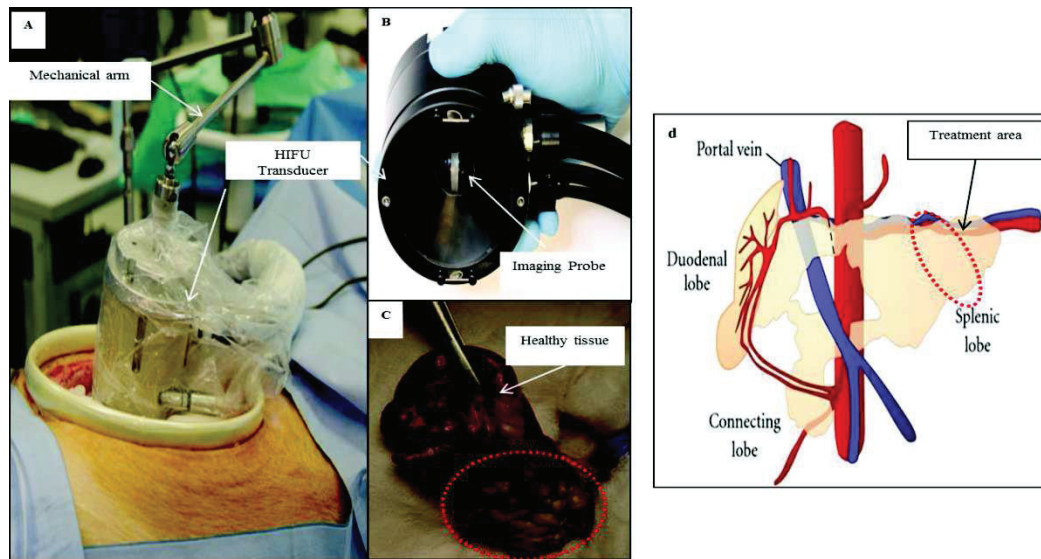 A
Mechanical arm
HIFU
Transducer
B
Imaging Probe
C
Healthy tissue
d
Treatment area
Portal vein
Duodenal
lobe
Splenic
lobe
Connecting
lobe